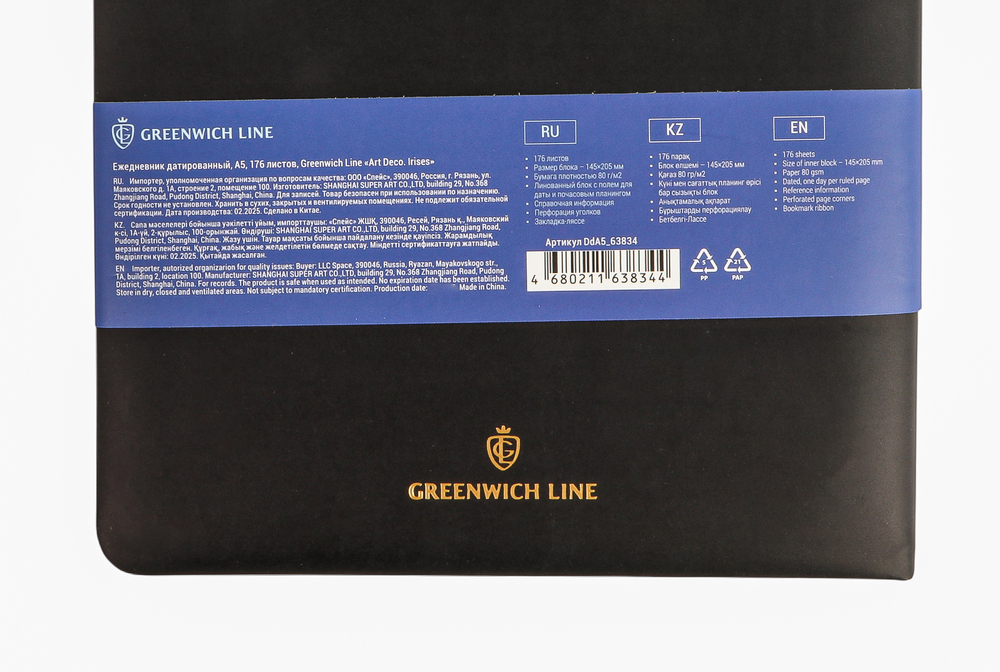 GREENWICH LINE
Ежедневник датированный, А5, 176 листов, Greenwich Line «Art Deco. Irises»
RU. Импортер, уполномоченная организация по вопросам качества: ООО «Спейс», 390046, Россия, г. Рязань, ул.
Маяковского д. 1А, строение 2, помещение 100. Изготовитель: SHANGHAI SUPER ART CO.,LTD, building 29, No.368
Zhangjiang Road, Pudong District, Shanghai, China. Для записей. Товар безопасен при использовании по назначению.
Срок годности не установлен. Хранить в сухих, закрытых и вентилируемых помещениях. Не подлежит обязательной
сертификации. Дата производства: 02.2025. Сделано в Китае.
KZ. Сапа мәселелері бойынша уәкілетті ұйым, импорттаушы: «Спейс» ЖШҚ, 390046, Ресей, Рязань қ., Маяковский
к-сі, 1А-үй, 2-құрылыс, 100-орынжай. Өндіруші: SHANGHAI SUPER ART CO.,LTD, building 29, No.368 Zhangjiang Road,
Pudong District, Shanghai, China. Жазу үшін. Тауар мақсаты бойынша пайдалану кезінде қауіпсіз. Жарамдылық
мерзімі белгіленбеген. Құрғақ, жабық және желдетілетін бөлмеде сақтау. Міндетті сертификаттауға жатпайды.
Өндірілген күні: 02.2025. Қытайда жасалған.
EN Importer, autorized organization for quality issues: Buyer: LLC Space, 390046, Russia, Ryazan, Mayakovskogo str.,
1A, building 2, location 100. Manufacturer: SHANGHAI SUPER ART CO.,LTD, building 29, No.368 Zhangjiang Road, Pudong
District, Shanghai, China. For records. The product is safe when used as intended. No expiration date has been established.
Store in dry, closed and ventilated areas. Not subject to mandatory certification. Production date: Made in China.
RU
• 176 листов
• Размер блока – 145×205 мм
• Бумага плотностью 80 г/м2
• Линованный блок с полем для
даты и почасовым планингом
• Справочная информация
• Перфорация уголков
• Закладка-ляссе
KZ
• 176 парақ
• Блок өлшемі – 145×205 мм
• Қағаз 80 гр/м2
• Күні мен сағаттық планинг өрісі
бар сызықты блок
• Анықтамалық ақпарат
• Бұрыштарды перфорациялау
• Бетбелгі-Лассе
EN
• 176 sheets
• Size of inner block – 145×205 mm
• Paper 80 gsm
• Dated, one day per ruled page
• Reference information
• Perforated page corners
• Bookmark ribbon
Артикул DdA5_63834
4 680211 638344
5
PP
21
PAP
GREENWICH LINE